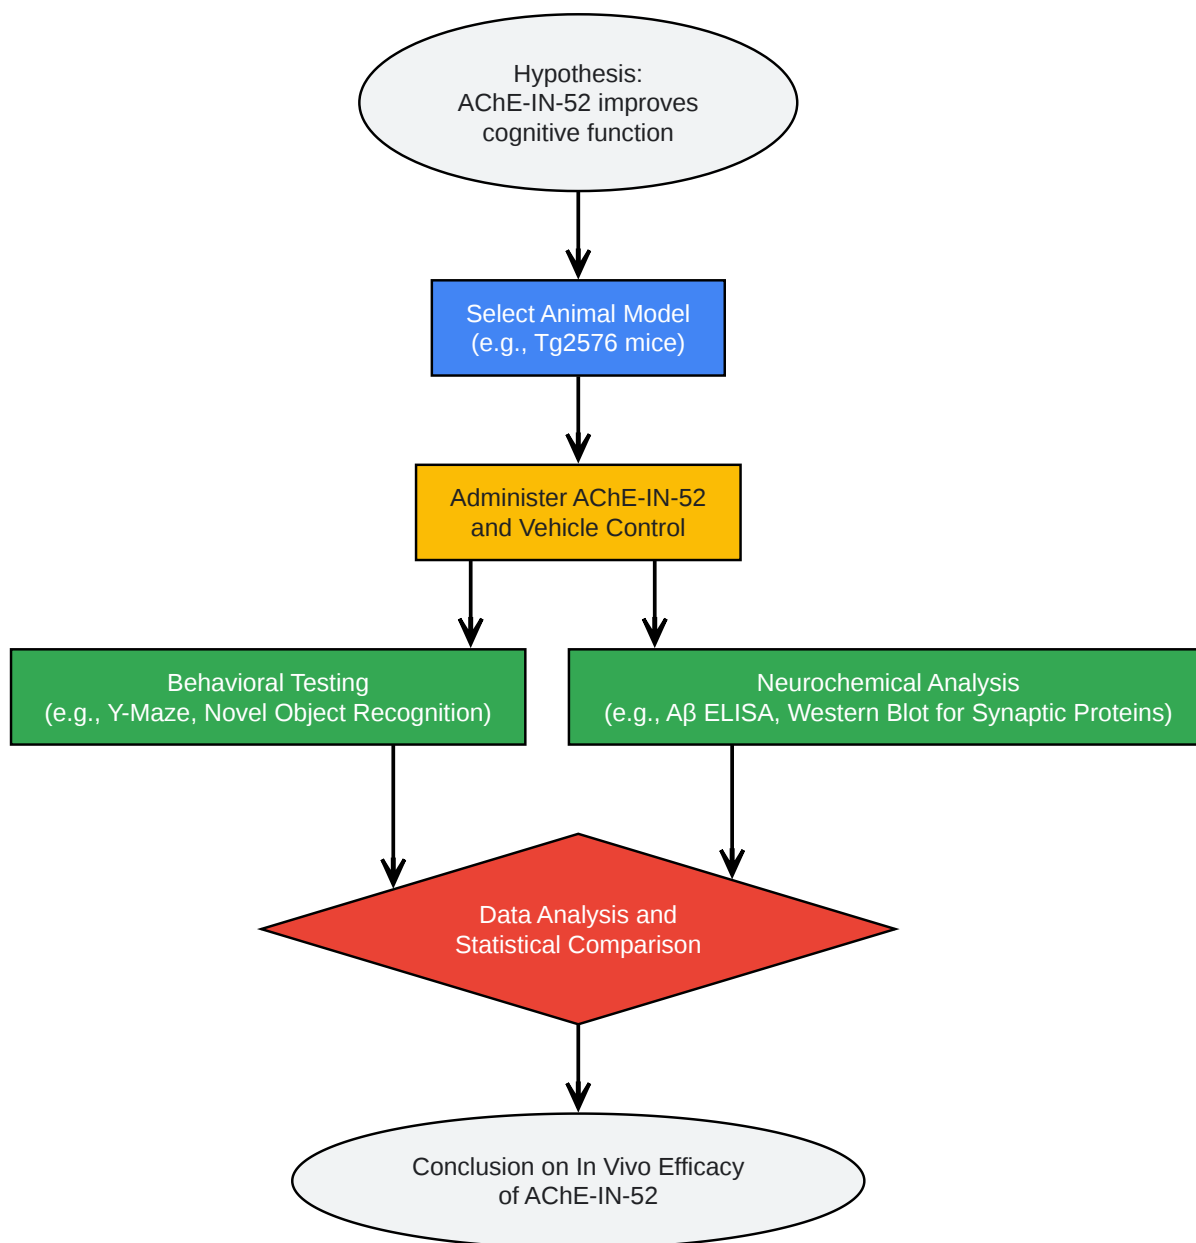 Hypothesis:
AChE-IN-52 improves
cognitive function
Select Animal Model
(e.g., Tg2576 mice)
Administer AChE-IN-52
and Vehicle Control
Behavioral Testing
(e.g., Y-Maze, Novel Object Recognition)
Neurochemical Analysis
(e.g., Aβ ELISA, Western Blot for Synaptic Proteins)
Data Analysis and
Statistical Comparison
Conclusion on In Vivo Efficacy
of AChE-IN-52